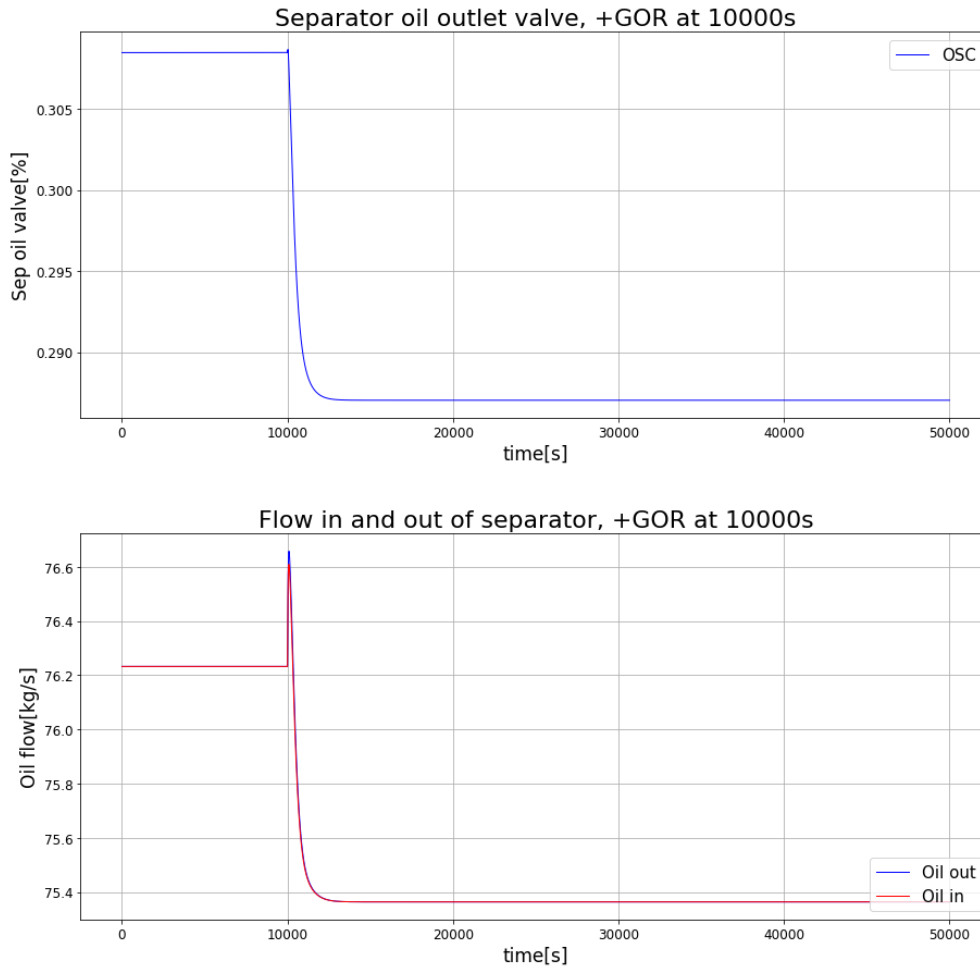 Separator oil outlet valve, +GOR at 10000s
OSC
0.305
0.300
0.295
0.290
Sep oil valve[%]
0 10000 20000 30000 40000 50000
time[s]
Flow in and out of separator, +GOR at 10000s
76.6
76.4
76.2
76.0
75.8
75.6
75.4
Oil flow[kg/s]
Oil out
Oil in
0 10000 20000 30000 40000 50000
time[s]